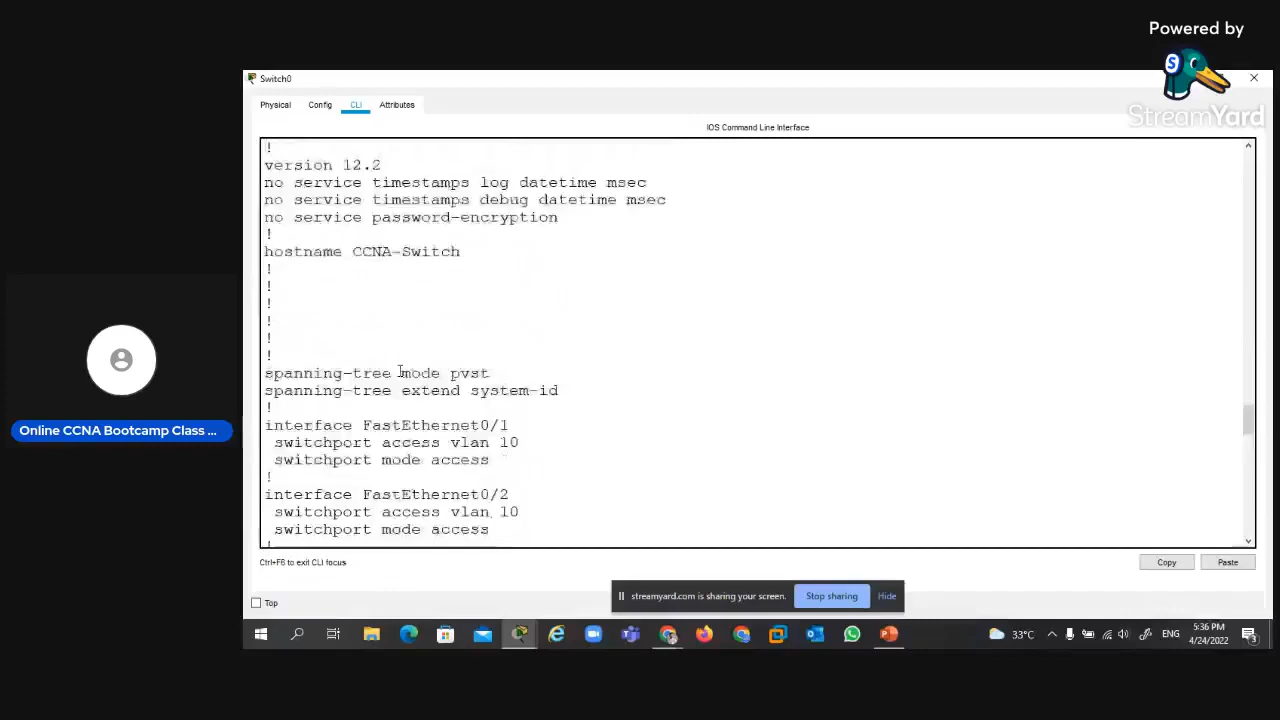 Powered by
StreamYard
Switch0
Physical
Config
CLI
Attributes
IOS Command Line Interface
!
version 12.2
no service timestamps log datetime msec
no service timestamps debug datetime msec
no service password-encryption
!
hostname CCNA-Switch
!
!
!
!
!
!
spanning-tree mode pvst
spanning-tree extend system-id
!
interface FastEthernet0/1
switchport access vlan 10
switchport mode access
!
interface FastEthernet0/2
switchport access vlan 10
switchport mode access
!
Ctrl+F6 to exit CLI focus
Copy
Paste
Top
streamyard.com is sharing your screen.
Stop sharing
Hide
Online CCNA Bootcamp Class ...
33°C
ENG
5:36 PM
4/24/2022
3